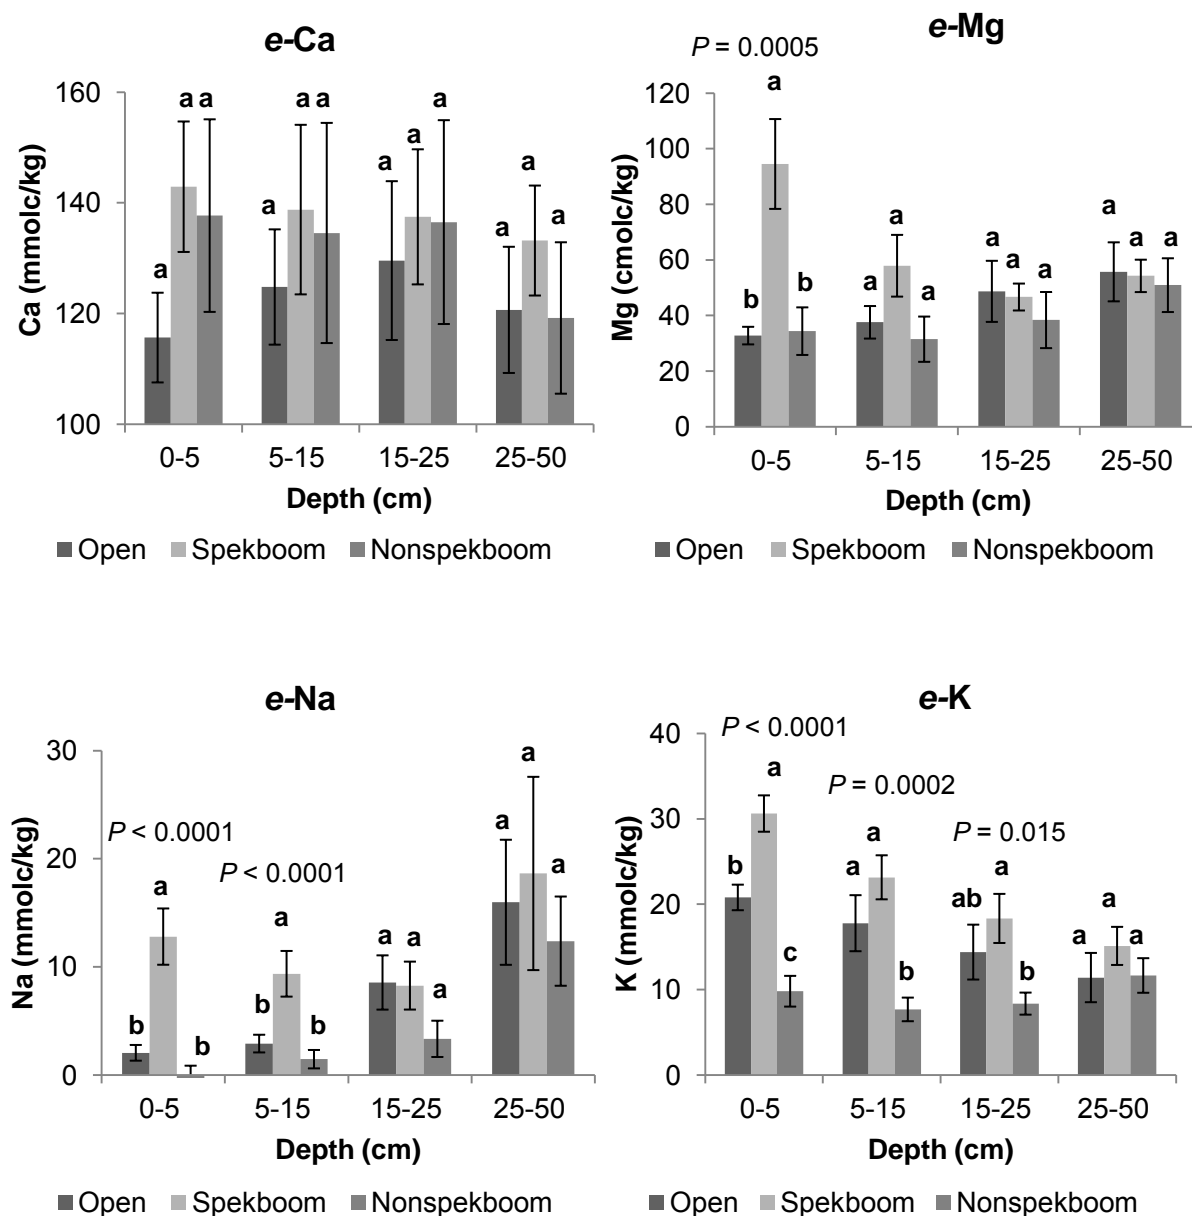 e-Ca
160
140
120
100
Ca (mmolc/kg)
a a a
a a a
a a a
a a a
0-5 5-15 15-25 25-50
Depth (cm)
Open Spekboom Nonspekboom
e-Mg
P = 0.0005
120
100
80
60
40
20
0
Mg (cmolc/kg)
b a b
a a a
a a a
a a a
0-5 5-15 15-25 25-50
Depth (cm)
Open Spekboom Nonspekboom
e-Na
30
20
10
0
Na (mmolc/kg)
P < 0.0001
P < 0.0001
b a b
b a b
a a a
a a a
0-5 5-15 15-25 25-50
Depth (cm)
Open Spekboom Nonspekboom
e-K
40
30
20
10
0
K (mmolc/kg)
P < 0.0001
P = 0.0002
P = 0.015
b a c
a a b
ab a b
a a a
0-5 5-15 15-25 25-50
Depth (cm)
Open Spekboom Nonspekboom